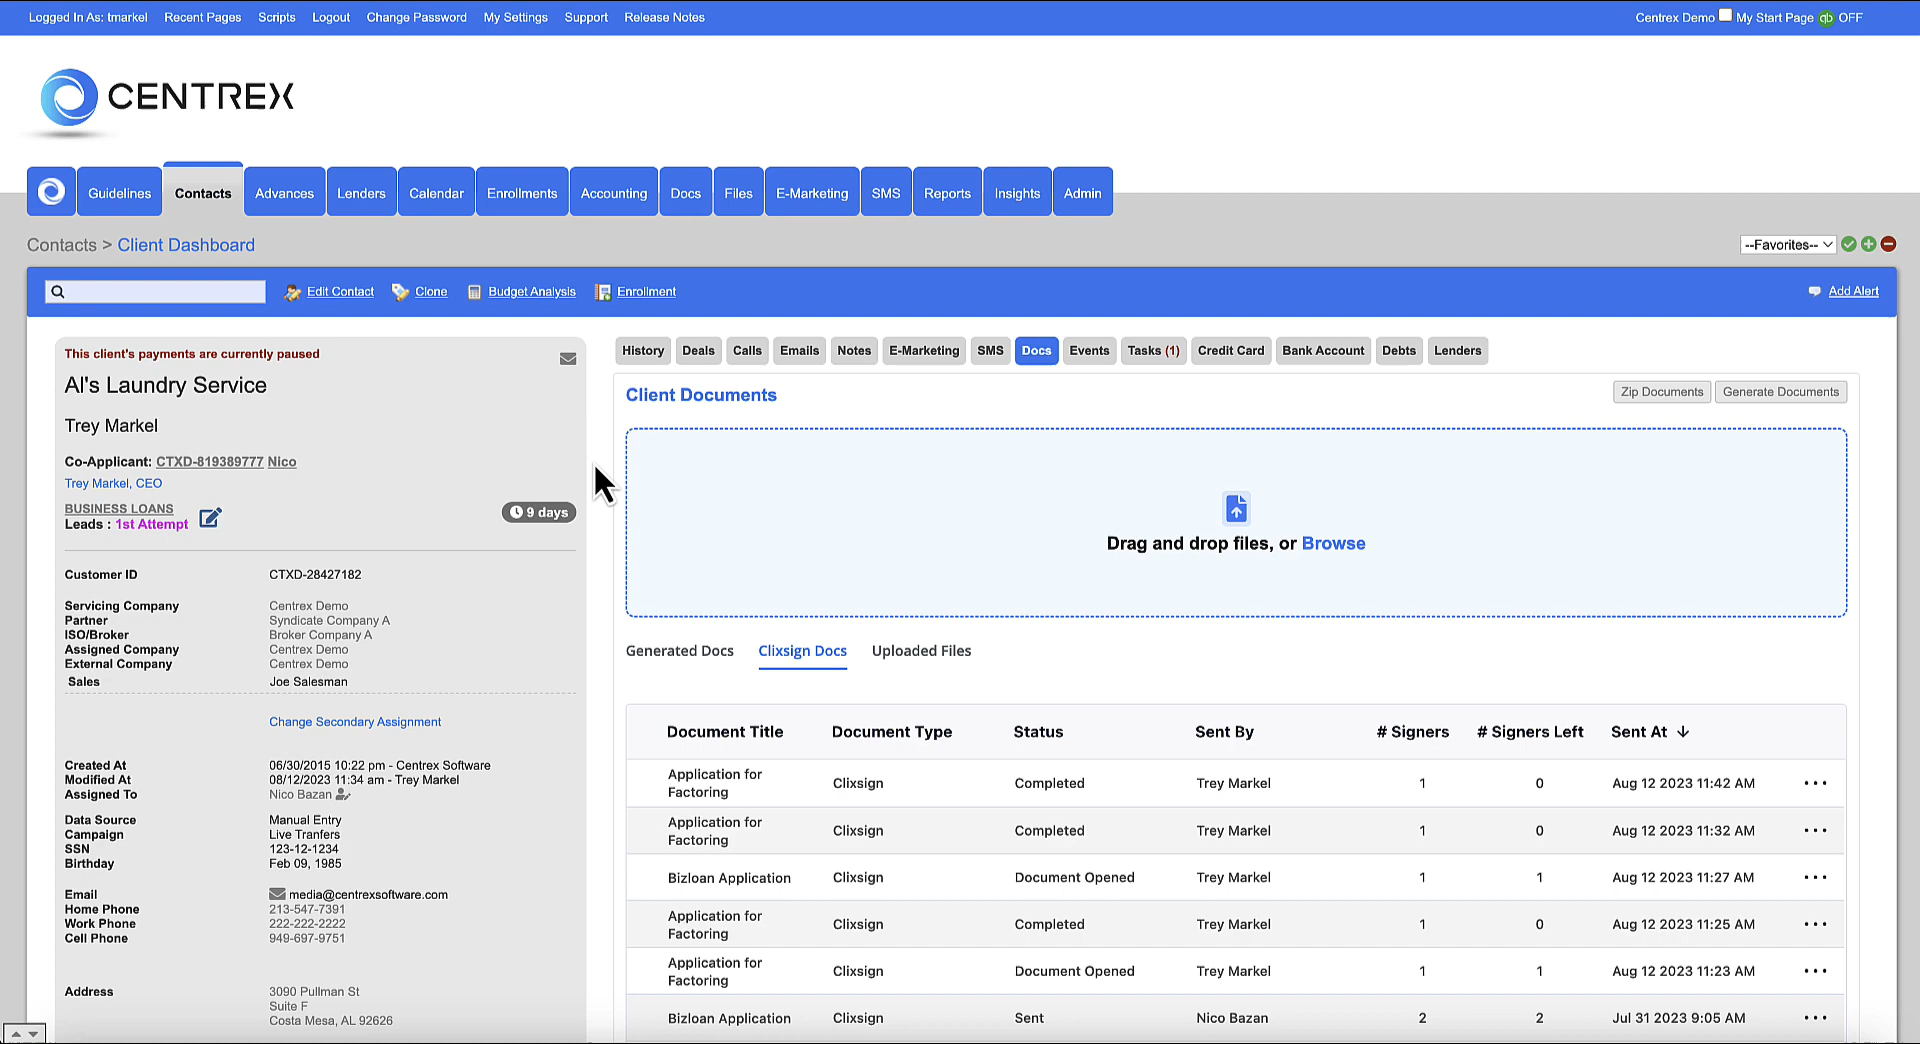 Logged In As: tmarkel Recent Pages Scripts Logout Change Password My Settings Support Release Notes Centrex Demo My Start Page qb OFF
CENTREX
Guidelines Contacts Advances Lenders Calendar Enrollments Accounting Docs Files E-Marketing SMS Reports Insights Admin
Contacts > Client Dashboard --Favorites--
Edit Contact Clone Budget Analysis Enrollment Add Alert
This client's payments are currently paused
Al's Laundry Service
Trey Markel
Co-Applicant: CTXD-819389777 Nico
Trey Markel, CEO
BUSINESS LOANS
Leads : 1st Attempt
9 days
Customer ID CTXD-28427182
Servicing Company Centrex Demo
Partner Syndicate Company A
ISO/Broker Broker Company A
Assigned Company Centrex Demo
External Company Centrex Demo
Sales Joe Salesman
Change Secondary Assignment
Created At 06/30/2015 10:22 pm - Centrex Software
Modified At 08/12/2023 11:34 am - Trey Markel
Assigned To Nico Bazan
Data Source Manual Entry
Campaign Live Tranfers
SSN 123-12-1234
Birthday Feb 09, 1985
Email media@centrexsoftware.com
Home Phone 213-547-7391
Work Phone 222-222-2222
Cell Phone 949-697-9751
Address 3090 Pullman St
Suite F
Costa Mesa, AL 92626
History Deals Calls Emails Notes E-Marketing SMS Docs Events Tasks (1) Credit Card Bank Account Debts Lenders
Client Documents Zip Documents Generate Documents
Drag and drop files, or Browse
Generated Docs Clixsign Docs Uploaded Files
Document Title Document Type Status Sent By # Signers # Signers Left Sent At
Application for
Factoring Clixsign Completed Trey Markel 1 0 Aug 12 2023 11:42 AM
Application for
Factoring Clixsign Completed Trey Markel 1 0 Aug 12 2023 11:32 AM
Bizloan Application Clixsign Document Opened Trey Markel 1 1 Aug 12 2023 11:27 AM
Application for
Factoring Clixsign Completed Trey Markel 1 0 Aug 12 2023 11:25 AM
Application for
Factoring Clixsign Document Opened Trey Markel 1 1 Aug 12 2023 11:23 AM
Bizloan Application Clixsign Sent Nico Bazan 2 2 Jul 31 2023 9:05 AM